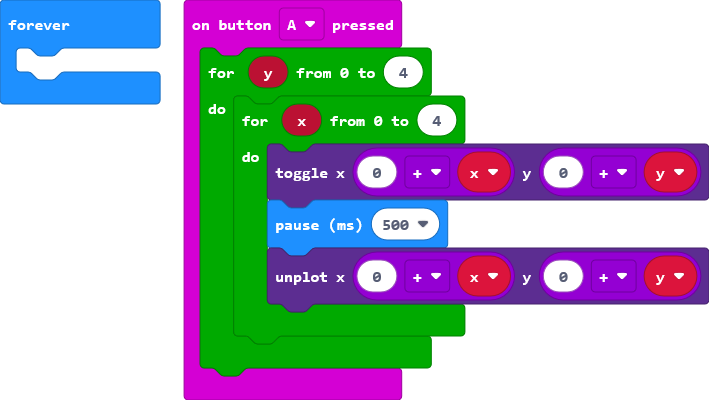 forever
on button A pressed
for y from 0 to 4
do
for x from 0 to 4
do
toggle x 0 + x y 0 + y
pause (ms) 500
unplot x 0 + x y 0 + y